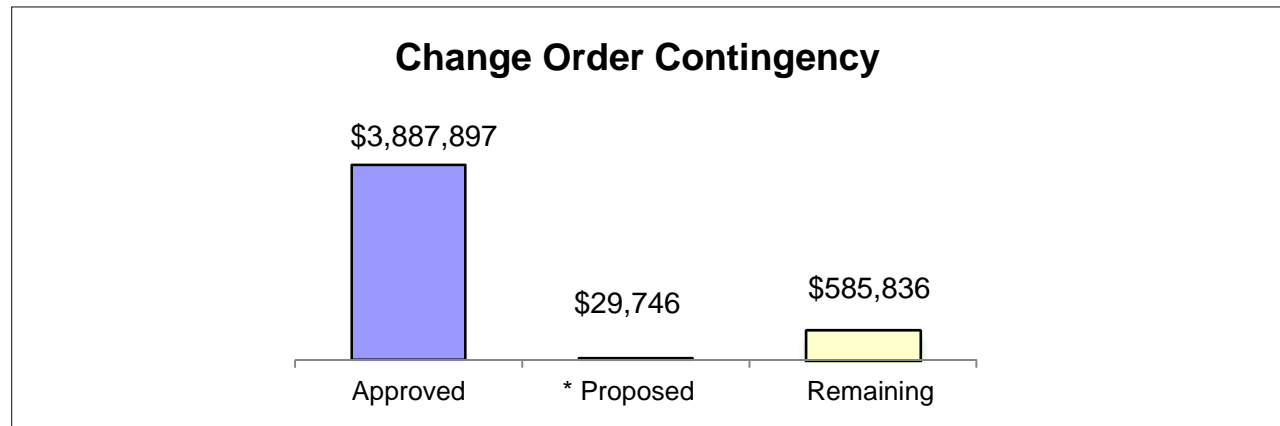 Change Order Contingency
$3,887,897
$29,746
$585,836
Approved
* Proposed
Remaining